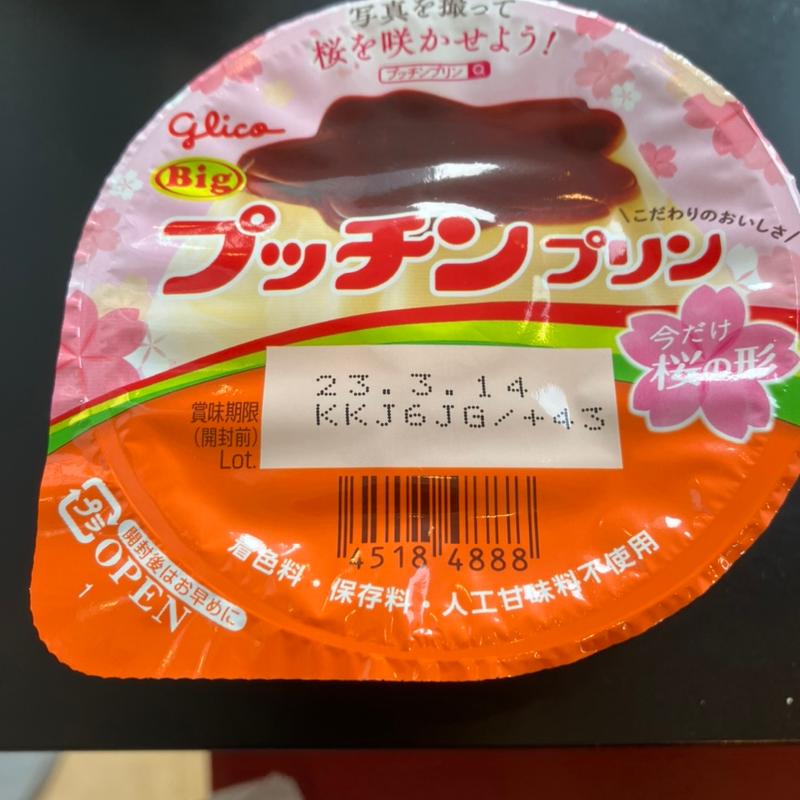 写真を撮って
桜を咲かせよう!
プッチンプリン
Glico
Big
プッチンプリン
こだわりのおいしさ
今だけ
桜の形
賞味期限
(開封前)
Lot.
23.3.14
KKJ6JG/+43
4518 4888
着色料・保存料・人工甘味料不使用
プラ
開封後はお早めに
OPEN
1